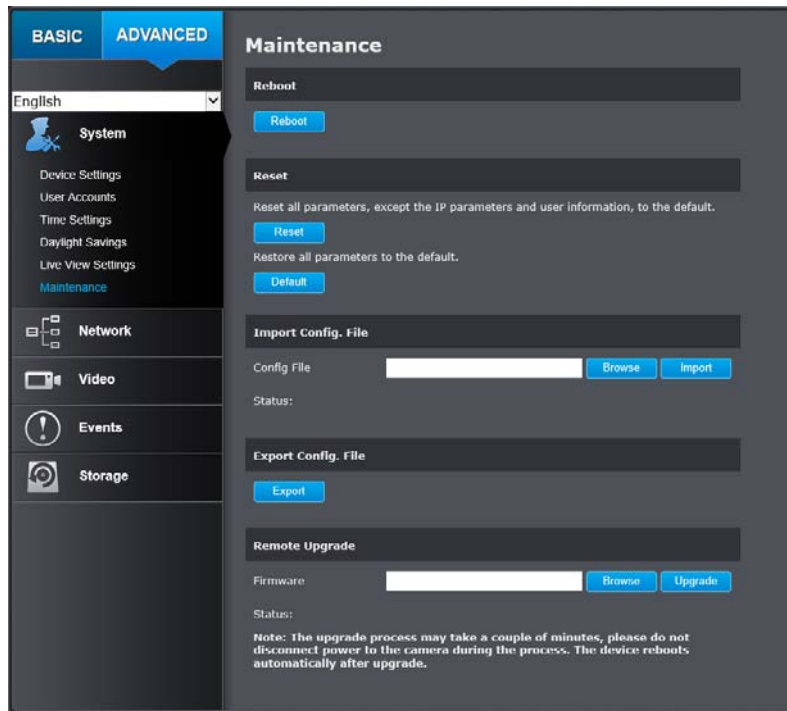 BASIC
ADVANCED
English
System
Device Settings
User Accounts
Time Settings
Daylight Savings
Live View Settings
Maintenance
Network
Video
Events
Storage
Maintenance
Reboot
Reboot
Reset
Reset all parameters, except the IP parameters and user information, to the default.
Reset
Restore all parameters to the default.
Default
Import Config. File
Config File
Browse
Import
Status:
Export Config. File
Export
Remote Upgrade
Firmware
Browse
Upgrade
Status:
Note: The upgrade process may take a couple of minutes, please do not
disconnect power to the camera during the process. The device reboots
automatically after upgrade.